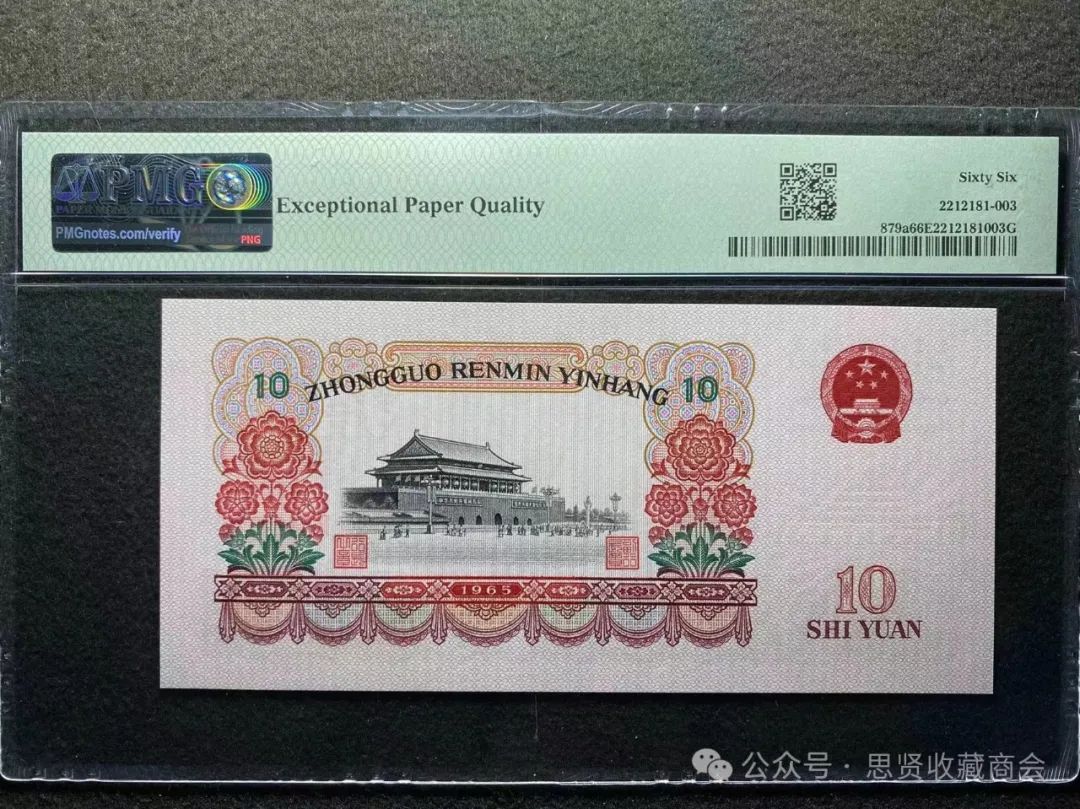 PMG
PMGnotes.com/verify
PNG
Exceptional Paper Quality
Sixty Six
2212181-003
879a66E2212181003G
10 ZHONGGUO RENMIN YINHANG 10
1965
10
SHI YUAN
公众号 · 思贤收藏商会